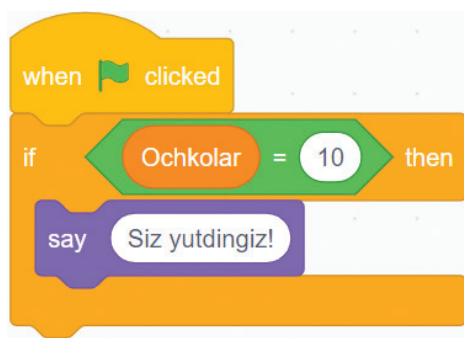 when clicked
if Ochkolar = 10 then
say Siz yutdingiz!